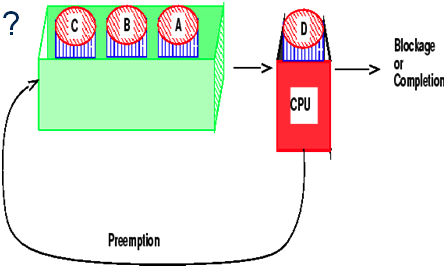 ?
C
B
A
D
CPU
Blockage
or
Completion
Preemption